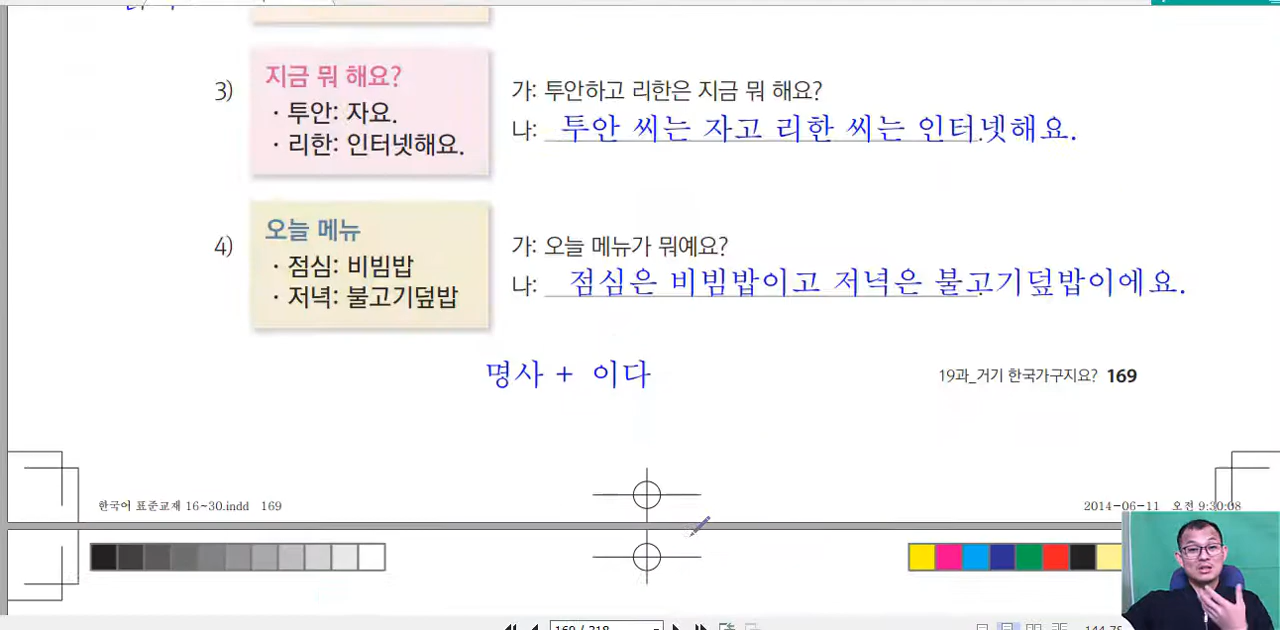 3)
지금 뭐 해요?
· 투안: 자요.
· 리한: 인터넷해요.
가: 투안하고 리한은 지금 뭐 해요?
나: 투안 씨는 자고 리한 씨는 인터넷해요.
4)
오늘 메뉴
· 점심: 비빔밥
· 저녁: 불고기덮밥
가: 오늘 메뉴가 뭐예요?
나: 점심은 비빔밥이고 저녁은 불고기덮밥이에요.
명사 + 이다
19과_거기 한국가구지요? 169
한국어 표준교재 16-30.indd 169
2014-06-11 오전 9:30:08